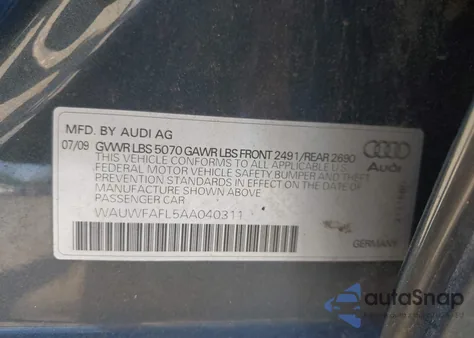 MFD. BY AUDI AG
07/09 GVWR LBS 5070 GAWR LBS FRONT 2491/REAR 2690
THIS VEHICLE CONFORMS TO ALL APPLICABLE U.S.
FEDERAL MOTOR VEHICLE SAFETY BUMPER AND THEFT
PREVENTION STANDARDS IN EFFECT ON THE DATE OF
MANUFACTURE SHOWN ABOVE
PASSENGER CAR
WAUWFAFL5AA040311
Audi
GERMANY
autoSnap